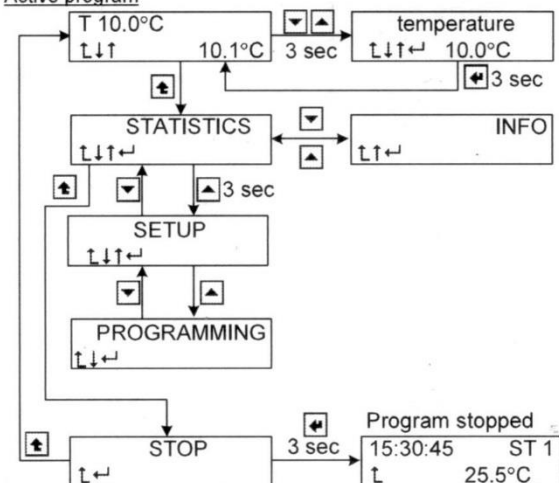 Active program
T 10.0°C
↥↓↑ 10.1°C
3 sec
temperature
↥↓↑↵ 10.0°C
3 sec
STATISTICS
↥↓↑↵
INFO
↥↑↵
3 sec
SETUP
↥↓↑↵
PROGRAMMING
↥↓↵
STOP
↥↵
3 sec
Program stopped
15:30:45 ST 1
↥ 25.5°C